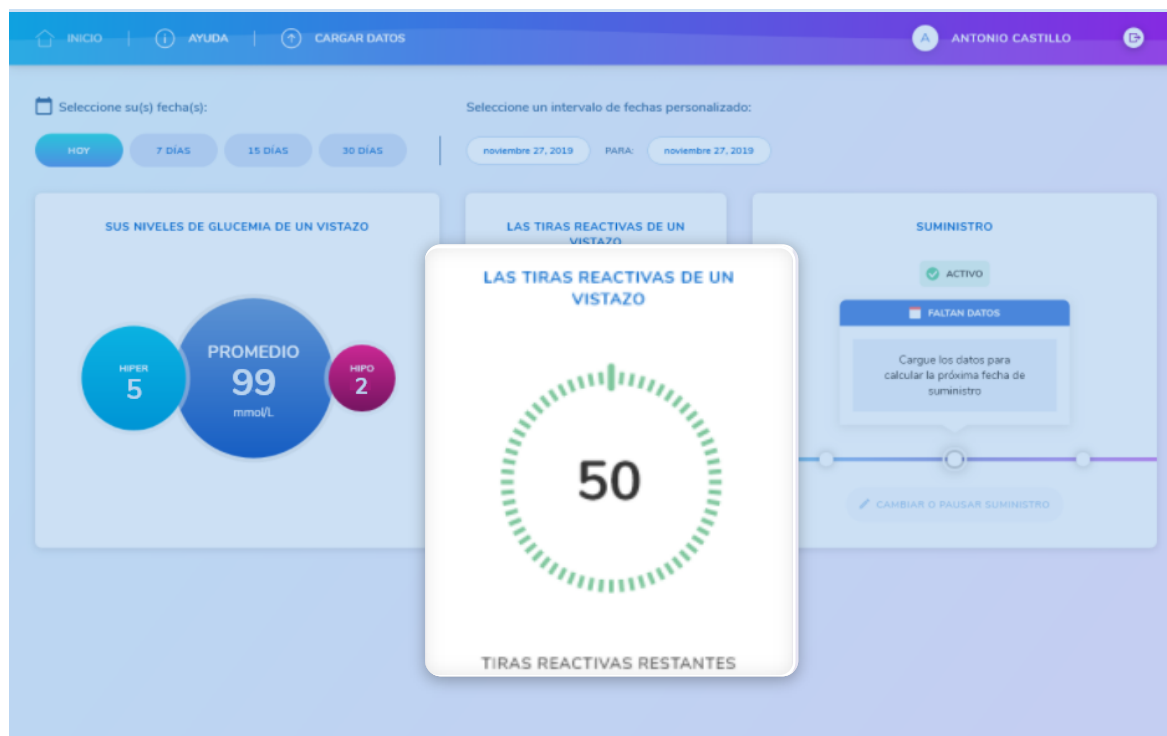 INICIO | AYUDA | CARGAR DATOS
A ANTONIO CASTILLO
Seleccione su(s) fecha(s):
HOY 7 DÍAS 15 DÍAS 30 DÍAS
Seleccione un intervalo de fechas personalizado:
noviembre 27, 2019 PARA: noviembre 27, 2019
SUS NIVELES DE GLUCEMIA DE UN VISTAZO
HIPER
5
PROMEDIO
99
mmol/L
HIPO
2
LAS TIRAS REACTIVAS DE UN
VISTAZO
LAS TIRAS REACTIVAS DE UN
VISTAZO
50
TIRAS REACTIVAS RESTANTES
SUMINISTRO
ACTIVO
FALTAN DATOS
Cargue los datos para
calcular la próxima fecha de
suministro
CAMBIAR O PAUSAR SUMINISTRO